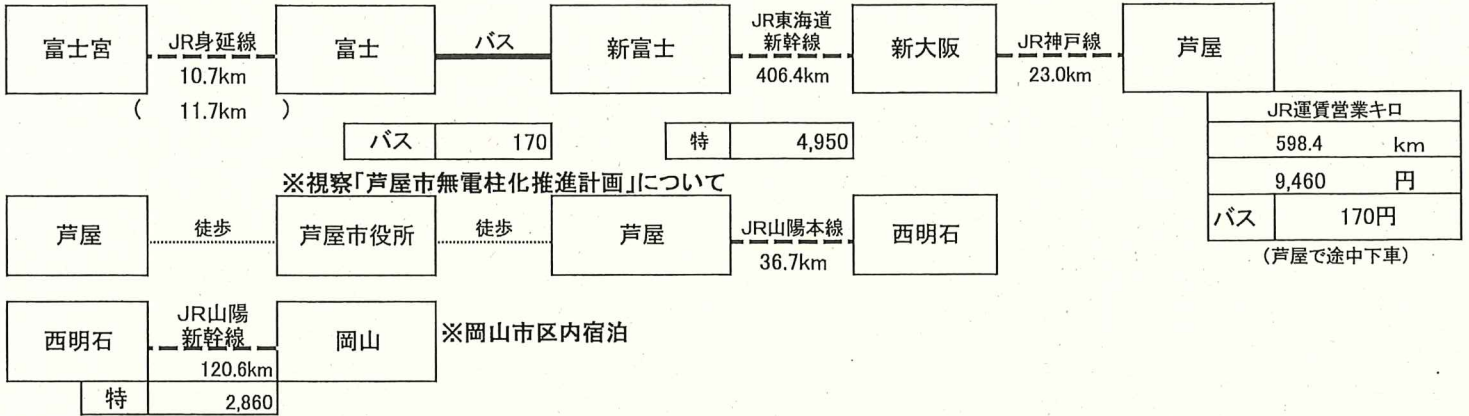 富士宮 JR身延線 富士 バス 新富士 JR東海道新幹線 新大阪 JR神戸線 芦屋
10.7km 406.4km 23.0km
( 11.7km )
JR運賃営業キロ
バス 170 特 4,950 598.4 km
9,460 円
※視察「芦屋市無電柱化推進計画」について
バス 170円
芦屋 徒歩 芦屋市役所 徒歩 芦屋 JR山陽本線 西明石
36.7km
(芦屋で途中下車)
西明石 JR山陽新幹線 岡山 ※岡山市区内宿泊
120.6km
特 2,860